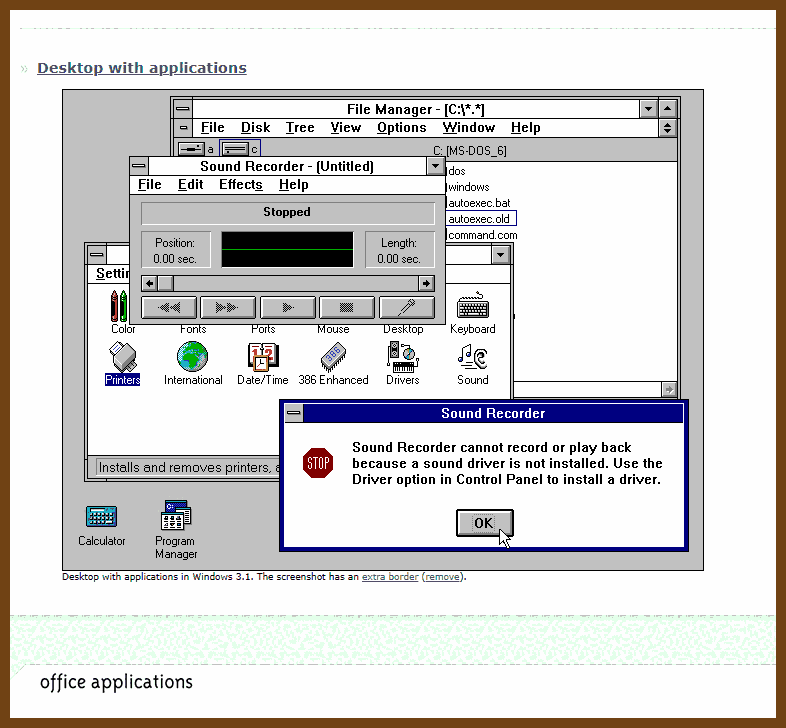 » Desktop with applications
File Manager - [C:\*.*]
File Disk Tree View Options Window Help
a c C: [MS-DOS_6]
Sound Recorder - (Untitled)
File Edit Effects Help
Stopped
Position: Length:
0.00 sec. 0.00 sec.
dos
windows
autoexec.bat
autoexec.old
command.com
Settin
Color Fonts Ports Mouse Desktop Keyboard
Printers International Date/Time 386 Enhanced Drivers Sound
386
Installs and removes printers, a
Sound Recorder
STOP
Sound Recorder cannot record or play back
because a sound driver is not installed. Use the
Driver option in Control Panel to install a driver.
OK
Calculator Program
Manager
Desktop with applications in Windows 3.1. The screenshot has an extra border (remove).
office applications